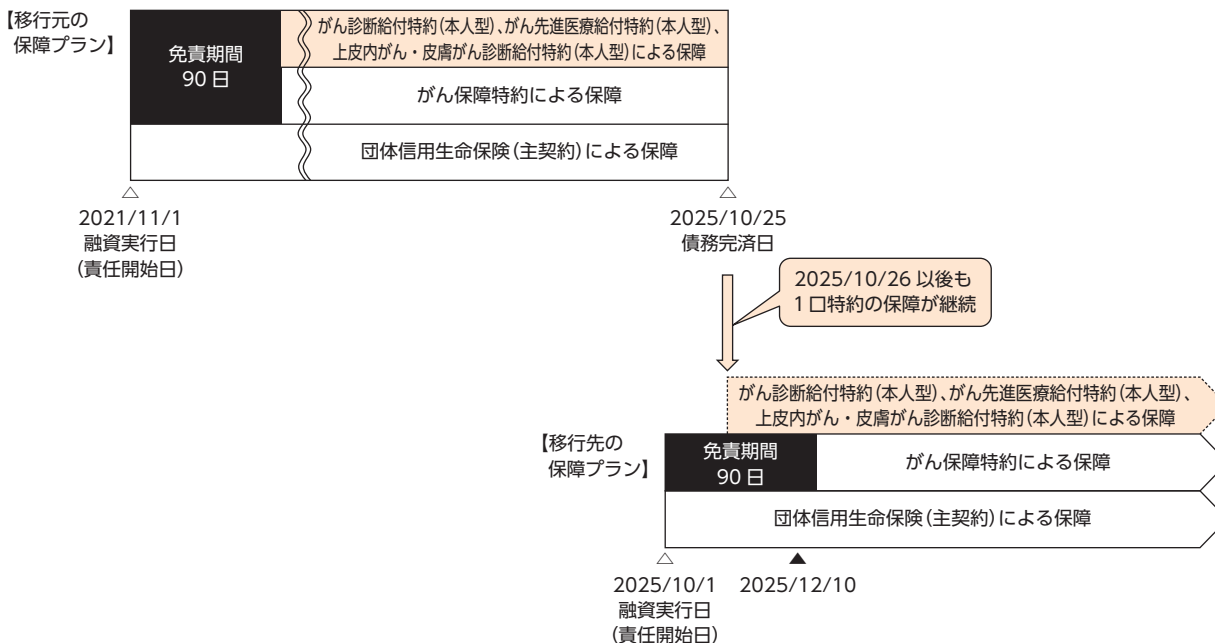 【移行元の
保障プラン】
免責期間
90日
がん診断給付特約(本人型)、がん先進医療給付特約(本人型)、
上皮内がん・皮膚がん診断給付特約(本人型)による保障
がん保障特約による保障
団体信用生命保険(主契約)による保障
△
2021/11/1
融資実行日
(責任開始日)
△
2025/10/25
債務完済日
2025/10/26以後も
1口特約の保障が継続
がん診断給付特約(本人型)、がん先進医療給付特約(本人型)、
上皮内がん・皮膚がん診断給付特約(本人型)による保障
【移行先の
保障プラン】
免責期間
90日
がん保障特約による保障
団体信用生命保険(主契約)による保障
△
2025/10/1
融資実行日
(責任開始日)
▲
2025/12/10